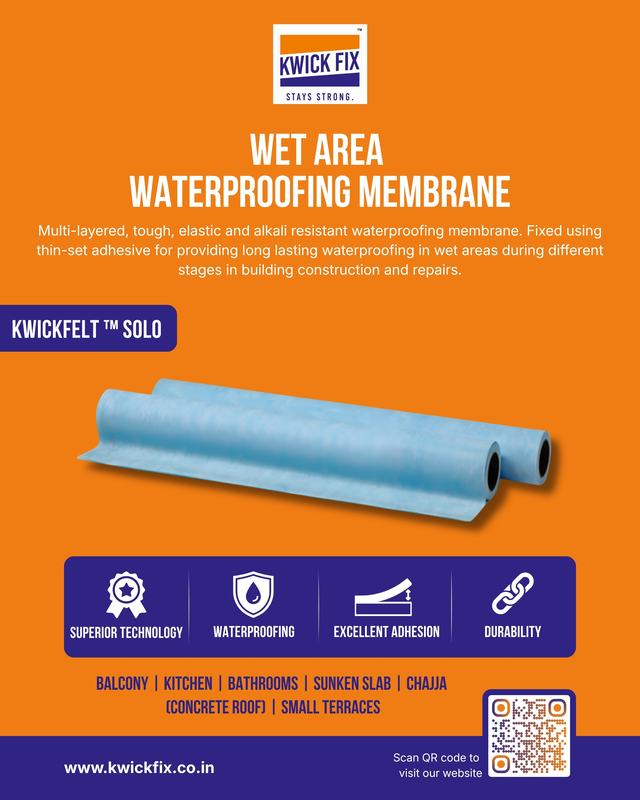 KWICK FIX
TM
STAYS STRONG.
WET AREA
WATERPROOFING MEMBRANE
Multi-layered, tough, elastic and alkali resistant waterproofing membrane. Fixed using
thin-set adhesive for providing long lasting waterproofing in wet areas during different
stages in building construction and repairs.
KWICKFELT ™ SOLO
SUPERIOR TECHNOLOGY
WATERPROOFING
EXCELLENT ADHESION
DURABILITY
BALCONY | KITCHEN | BATHROOMS | SUNKEN SLAB | CHAJJA
(CONCRETE ROOF) | SMALL TERRACES
www.kwickfix.co.in
Scan QR code to
visit our website